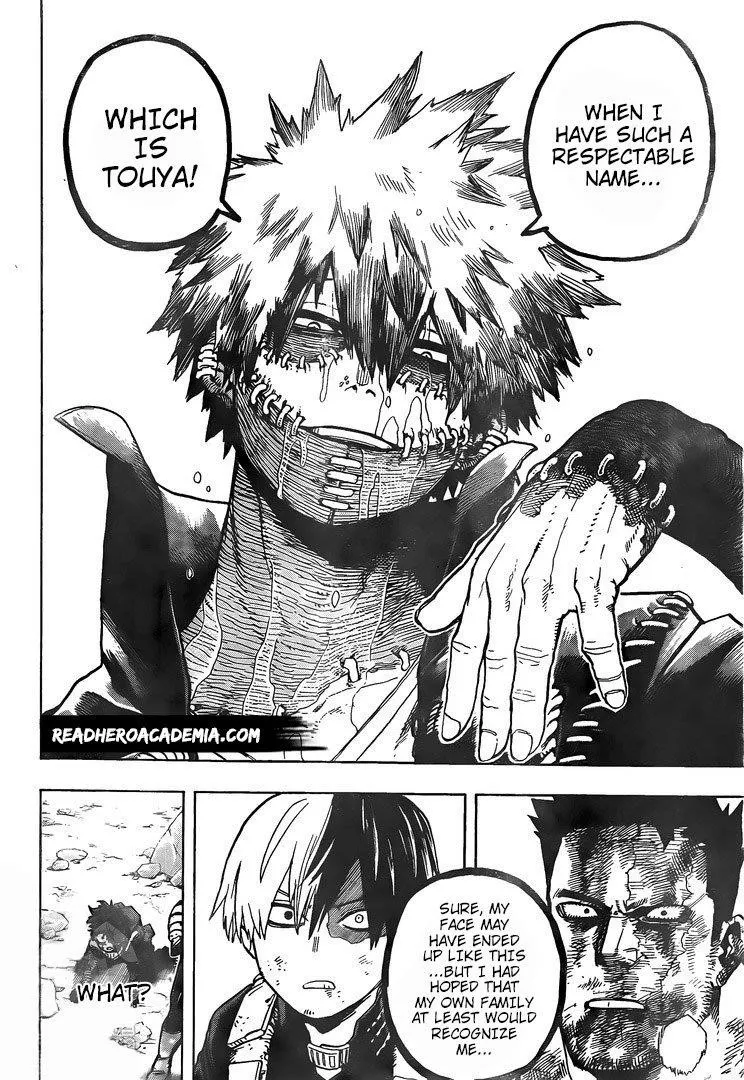 WHEN I
HAVE SUCH A
RESPECTABLE
NAME...
WHICH
IS
TOUYA!
READHEROACADEMIA.COM
SURE, MY
FACE MAY
HAVE ENDED
UP LIKE THIS
...BUT I HAD
HOPED THAT
MY OWN FAMILY
AT LEAST WOULD
RECOGNIZE
ME...
WHAT?